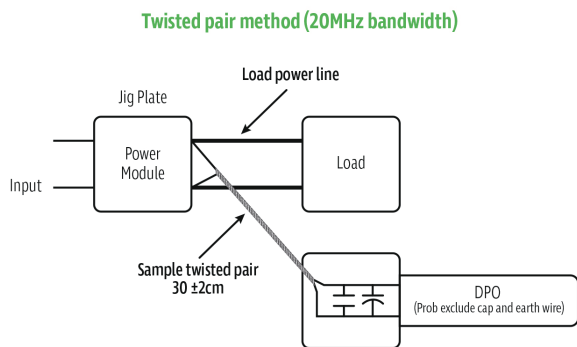 Twisted pair method (20MHz bandwidth)
Load power line
Jig Plate
Power
Module
Load
Input
Sample twisted pair
30 ±2cm
DPO
(Prob exclude cap and earth wire)